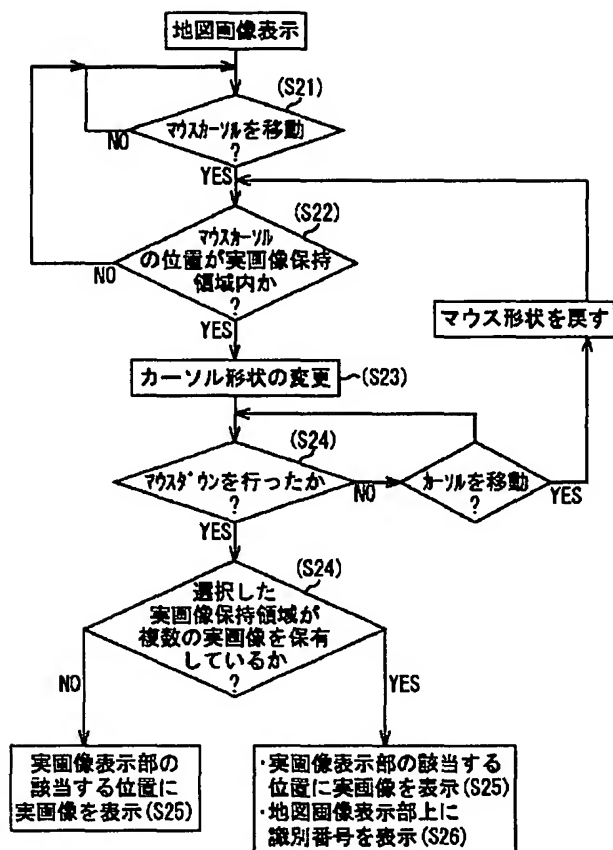 地図画像表示
(S21)
マウスカーソルを移動
?
NO
YES
(S22)
マウスカーソル
の位置が実画像保持
領域内か
?
NO
YES
マウス形状を戻す
カーソル形状の変更
(S23)
(S24)
マウスダウンを行ったか
?
NO
カーソルを移動
?
YES
YES
(S24)
選択した
実画像保持領域が
複数の実画像を保有
しているか
?
NO
YES
実画像表示部の
該当する位置に
実画像を表示(S25)
・実画像表示部の該当する
位置に実画像を表示(S25)
・地図画像表示部上に
識別番号を表示(S26)